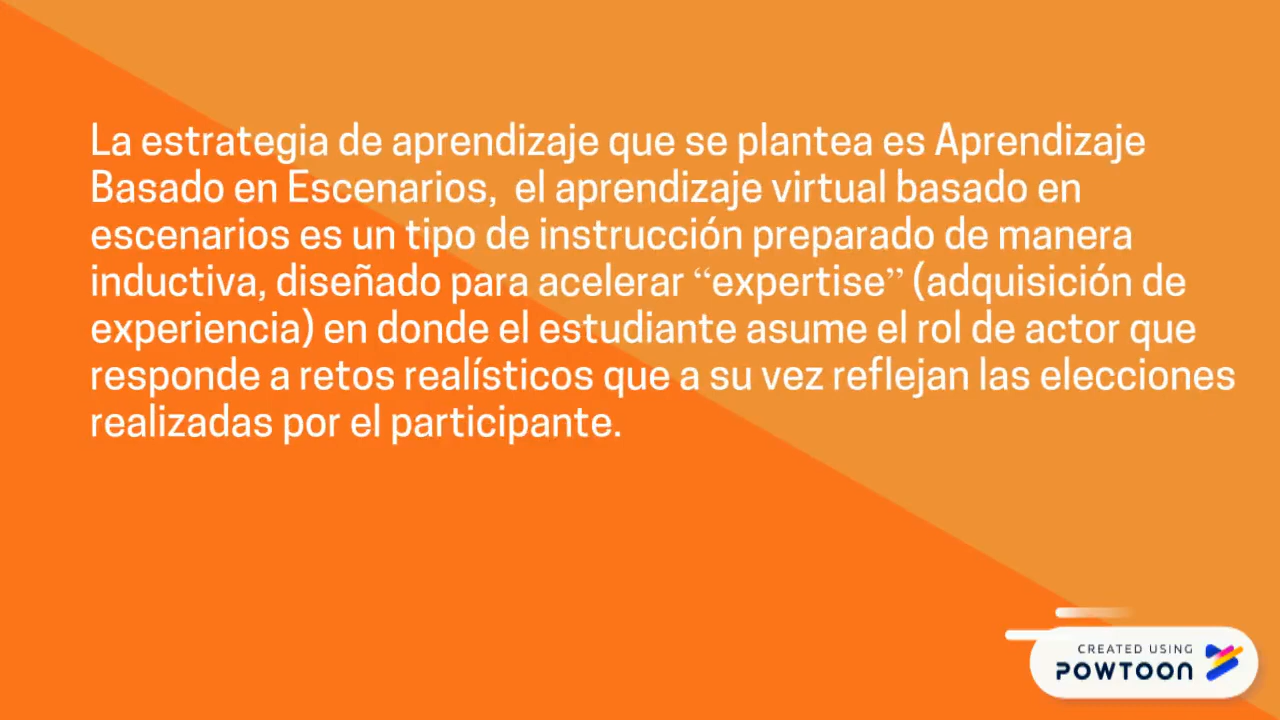 La estrategia de aprendizaje que se plantea es Aprendizaje
Basado en Escenarios,  el aprendizaje virtual basado en
escenarios es un tipo de instrucción preparado de manera
inductiva, diseñado para acelerar “expertise” (adquisición de
experiencia) en donde el estudiante asume el rol de actor que
responde a retos realísticos que a su vez reflejan las elecciones
realizadas por el participante.
CREATED USING
POWTOON